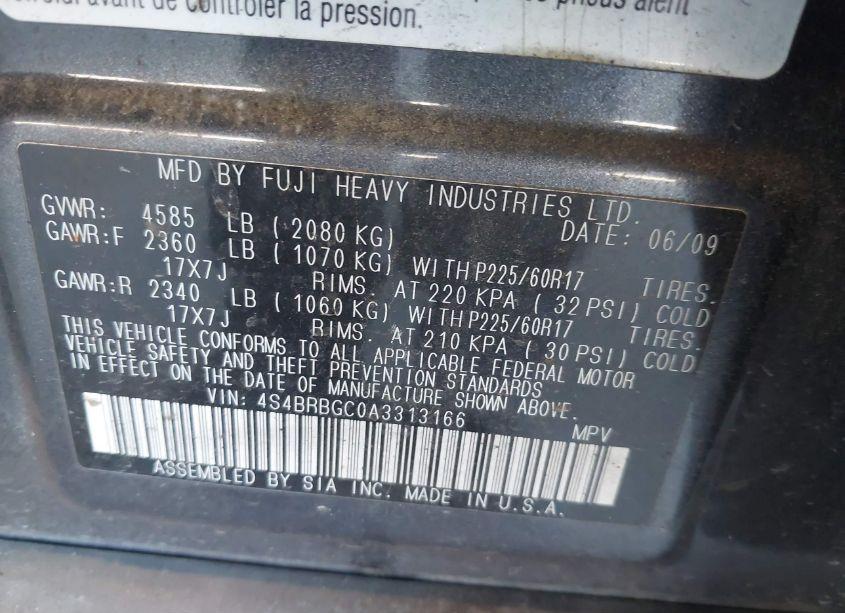 avant de contrôler la pression.
pneus aient
MFD BY FUJI HEAVY INDUSTRIES LTD.
GVWR: 4585 LB ( 2080 KG) DATE: 06/09
GAWR:F 2360 LB ( 1070 KG) WITH P225/60R17 TIRES.
17X7J RIMS. AT 220 KPA ( 32 PSI) COLD
GAWR:R 2340 LB ( 1060 KG) WITH P225/60R17 TIRES.
17X7J RIMS. AT 210 KPA ( 30 PSI) COLD
THIS VEHICLE CONFORMS TO ALL APPLICABLE FEDERAL MOTOR
VEHICLE SAFETY AND THEFT PREVENTION STANDARDS
IN EFFECT ON THE DATE OF MANUFACTURE SHOWN ABOVE.
VIN: 4S4BRBGC0A3313166 MPV
ASSEMBLED BY SIA INC. MADE IN U.S.A.